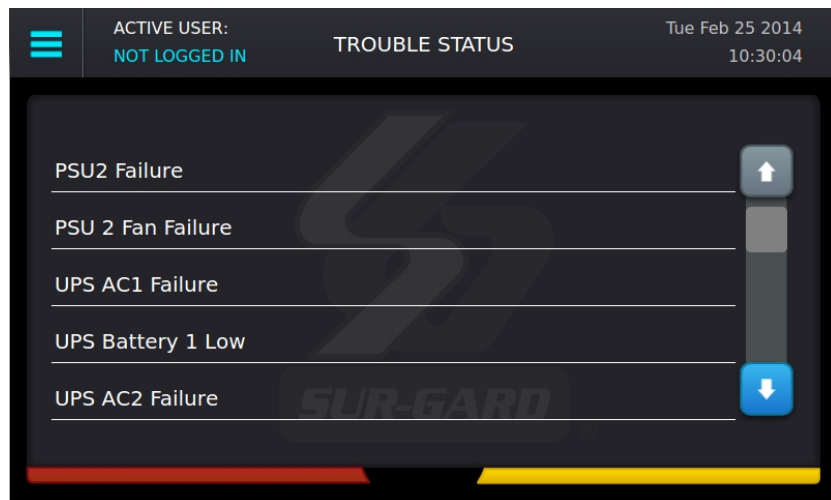 ACTIVE USER:
NOT LOGGED IN
TROUBLE STATUS
Tue Feb 25 2014
10:30:04
PSU2 Failure
PSU 2 Fan Failure
UPS AC1 Failure
UPS Battery 1 Low
UPS AC2 Failure
SUR-GARD
®